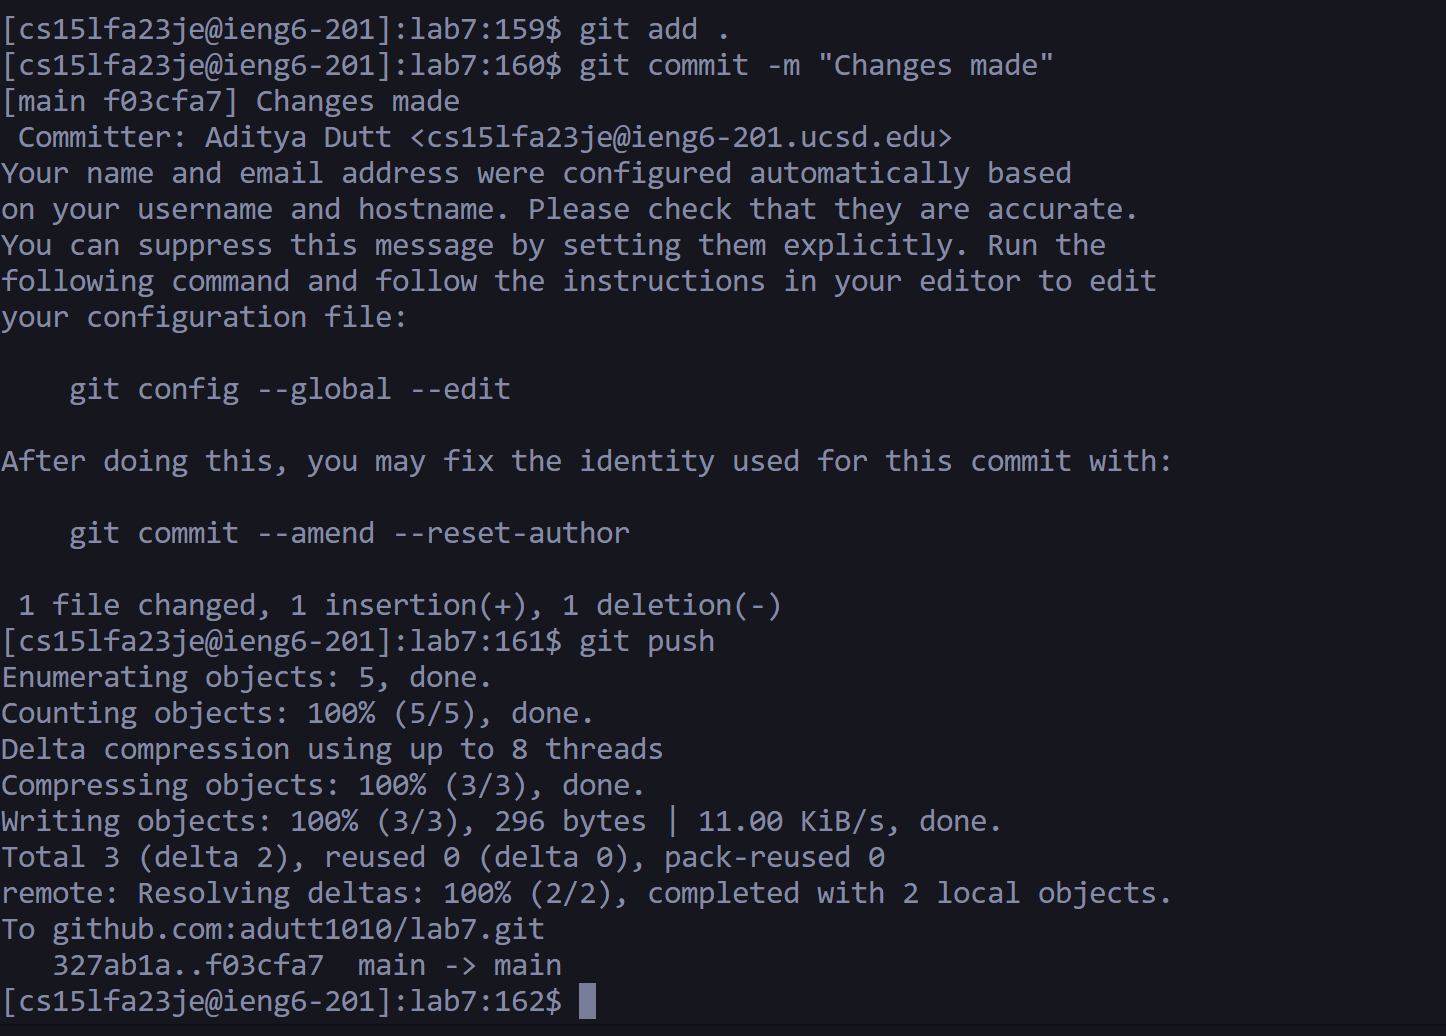 [cs15lfa23je@ieng6-201]:lab7:159$ git add .
[cs15lfa23je@ieng6-201]:lab7:160$ git commit -m "Changes made"
[main f03cfa7] Changes made
 Committer: Aditya Dutt <cs15lfa23je@ieng6-201.ucsd.edu>
Your name and email address were configured automatically based
on your username and hostname. Please check that they are accurate.
You can suppress this message by setting them explicitly. Run the
following command and follow the instructions in your editor to edit
your configuration file:

    git config --global --edit

After doing this, you may fix the identity used for this commit with:

    git commit --amend --reset-author

 1 file changed, 1 insertion(+), 1 deletion(-)
[cs15lfa23je@ieng6-201]:lab7:161$ git push
Enumerating objects: 5, done.
Counting objects: 100% (5/5), done.
Delta compression using up to 8 threads
Compressing objects: 100% (3/3), done.
Writing objects: 100% (3/3), 296 bytes | 11.00 KiB/s, done.
Total 3 (delta 2), reused 0 (delta 0), pack-reused 0
remote: Resolving deltas: 100% (2/2), completed with 2 local objects.
To github.com:adutt1010/lab7.git
   327ab1a..f03cfa7  main -> main
[cs15lfa23je@ieng6-201]:lab7:162$